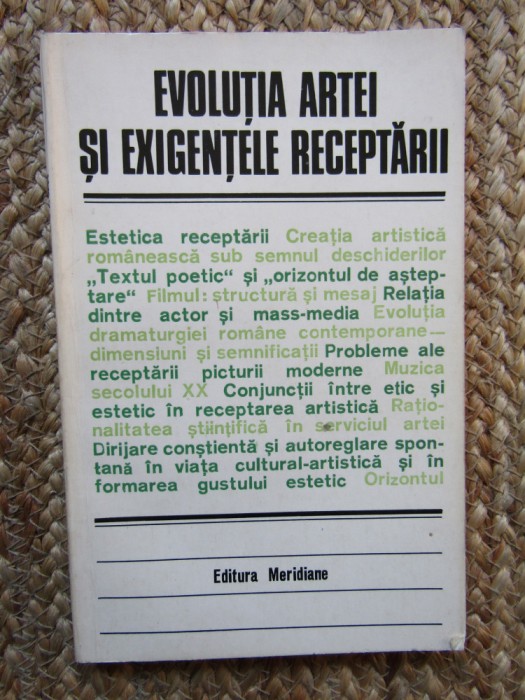 EVOLUȚIA ARTEI
ȘI EXIGENȚELE RECEPTĂRII
Estetica receptării Creația artistică
românească sub semnul deschiderilor
„Textul poetic“ și „orizontul de aștep-
tare“ Filmul: structură și mesaj Relația
dintre actor și mass-media Evoluția
dramaturgiei române contemporane—
dimensiuni și semnificații Probleme ale
receptării picturii moderne Muzica
secolului XX Conjuncții între etic și
estetic în receptarea artistică Rațio-
nalitatea științifică în serviciul artei
Dirijare conștientă și autoreglare spon-
tană în viața cultural-artistică și în
formarea gustului estetic Orizontul
Editura Meridiane